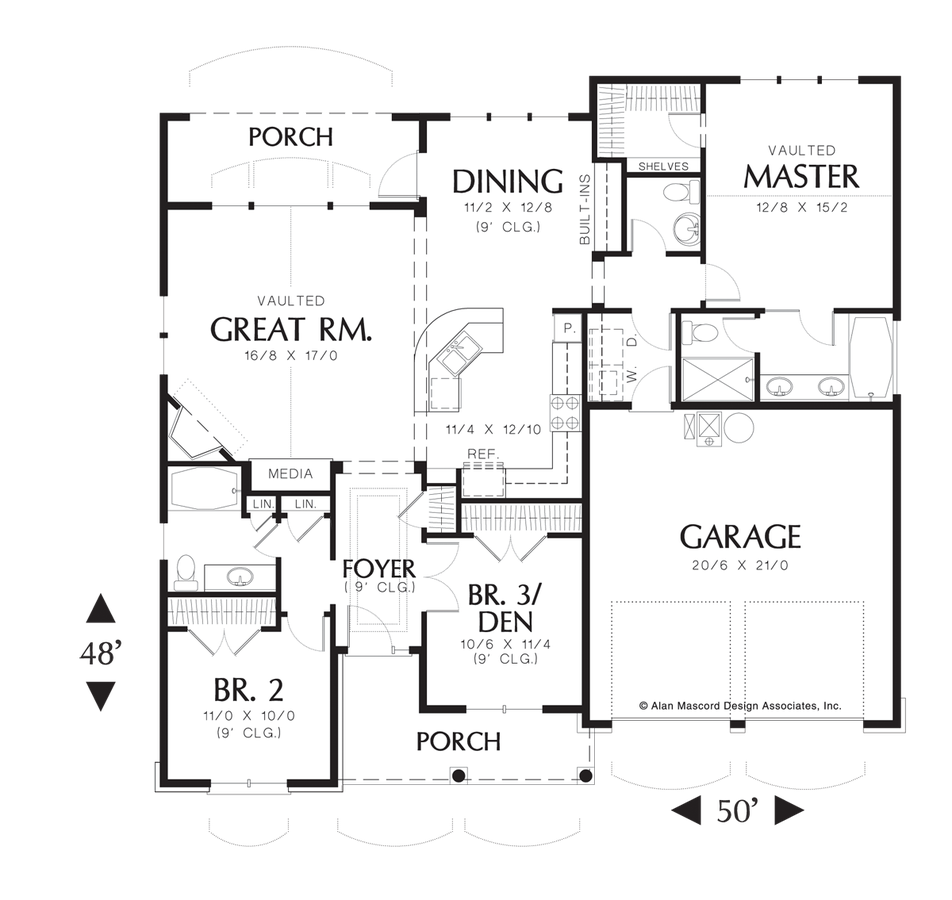 PORCH
SHELVES
VAULTED
MASTER
12/8 X 15/2
DINING
11/2 X 12/8
(9' CLG.)
BUILT-INS
VAULTED
GREAT RM.
16/8 X 17/0
P.
W. D.
11/4 X 12/10
REF.
MEDIA
LIN.
LIN.
GARAGE
20/6 X 21/0
FOYER
(9' CLG.)
BR. 3/
DEN
10/6 X 11/4
(9' CLG.)
48'
BR. 2
11/0 X 10/0
(9' CLG.)
© Alan Mascord Design Associates, Inc.
PORCH
50'